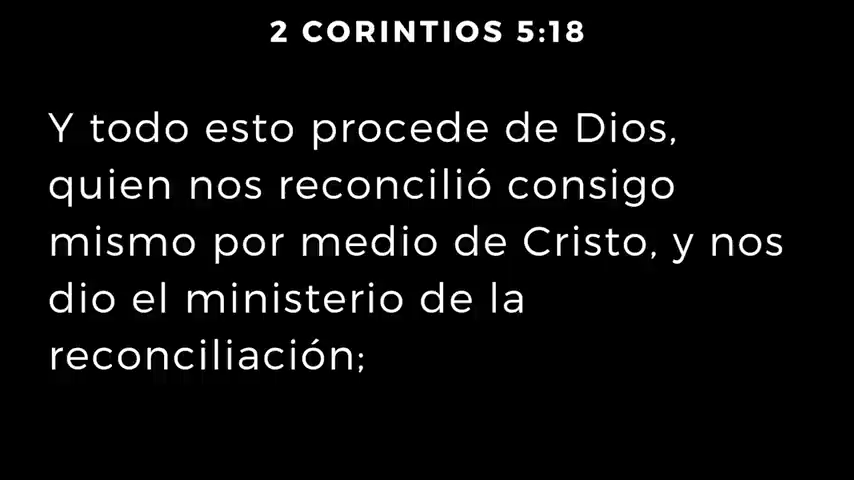 2 CORINTIOS 5:18
Y todo esto procede de Dios,
quien nos reconcilió consigo
mismo por medio de Cristo, y nos
dio el ministerio de la
reconciliación;